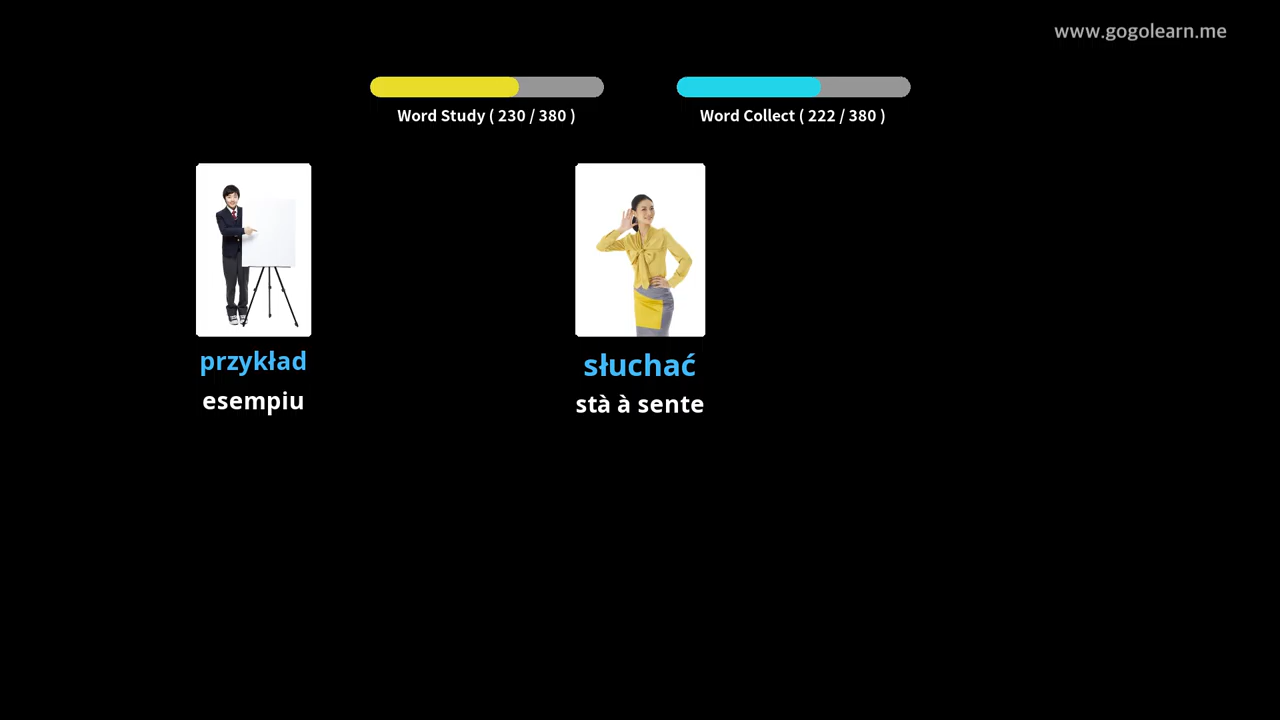 www.gogolearn.me
Word Study ( 230 / 380 )
Word Collect ( 222 / 380 )
przykład
esempiu
słuchać
stà à sente